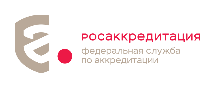 росаккредитация
федеральная служба
по аккредитации